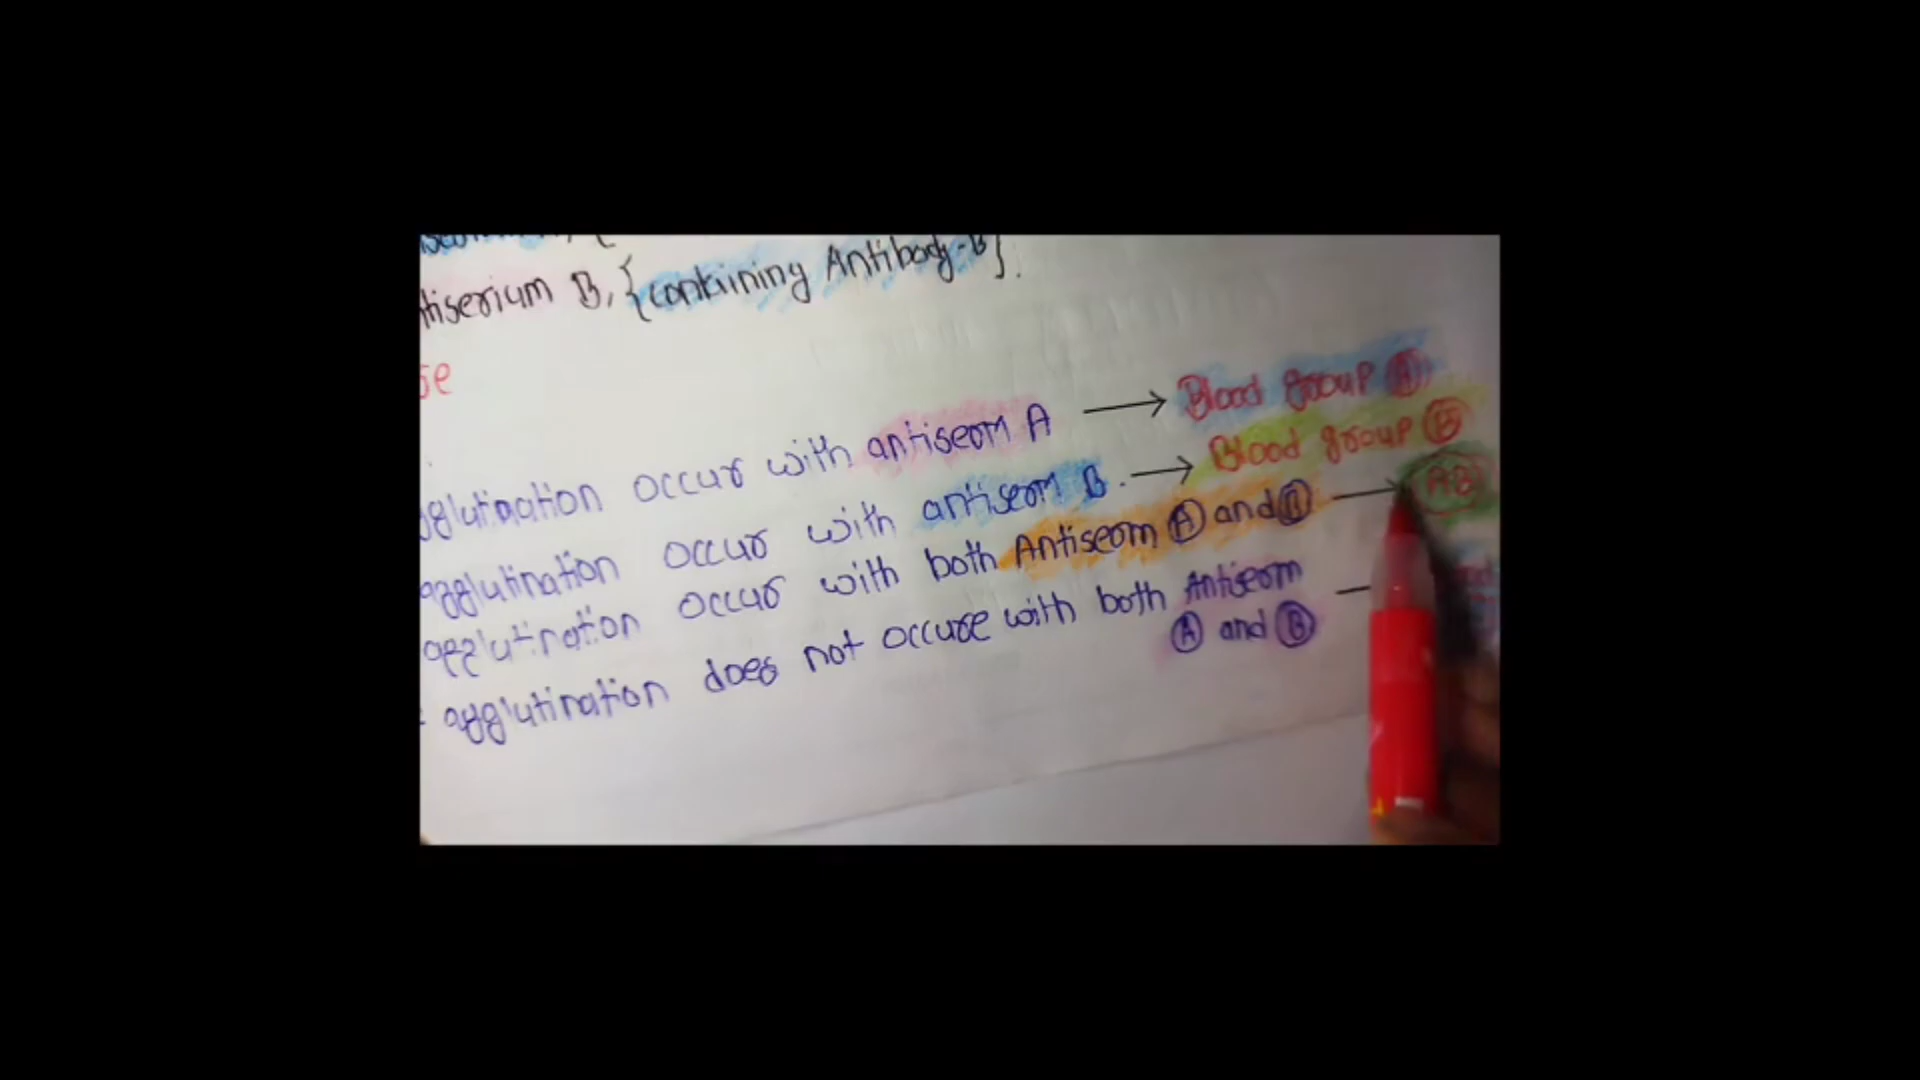 tiserium B, {containing Antibody-B}.
se
gglutination occur with antiserm A → Blood group A
agglutination occur with antiserm B. → Blood group B
agglutination occur with both Antiserm A and B → AB
agglutination does not occure with both Antiserm
A and B